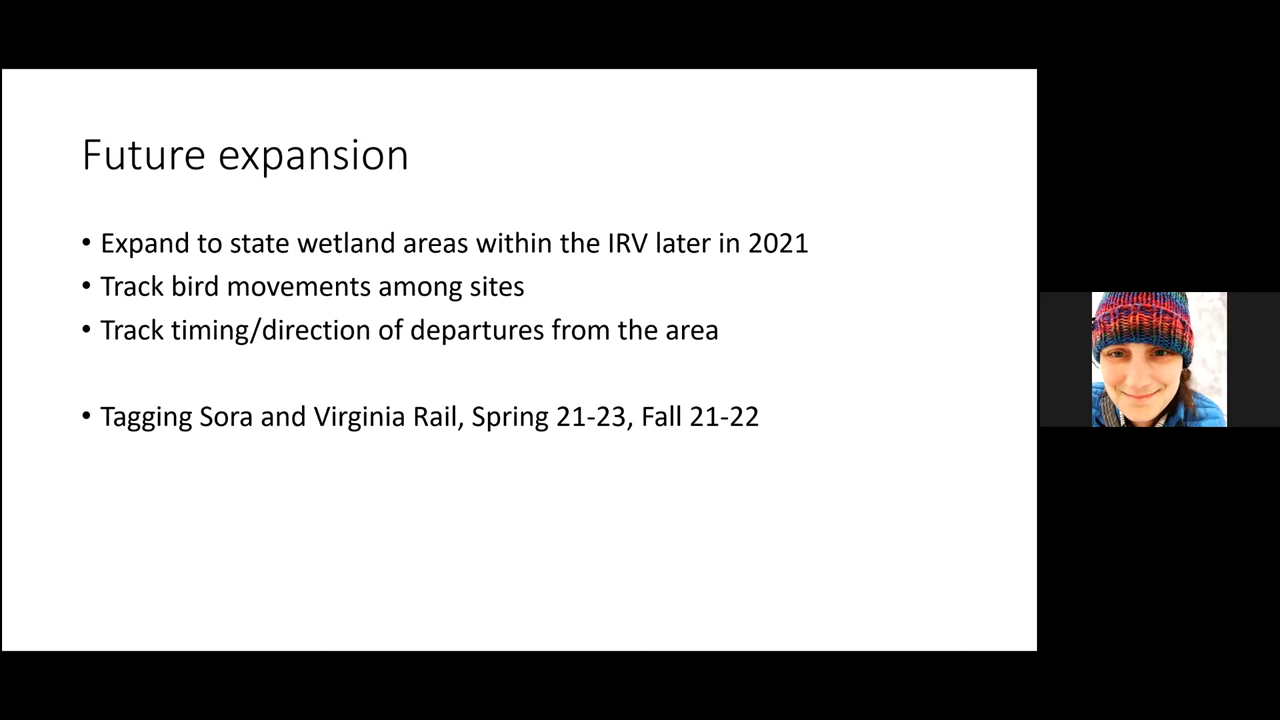 Future expansion
• Expand to state wetland areas within the IRV later in 2021
• Track bird movements among sites
• Track timing/direction of departures from the area
• Tagging Sora and Virginia Rail, Spring 21-23, Fall 21-22